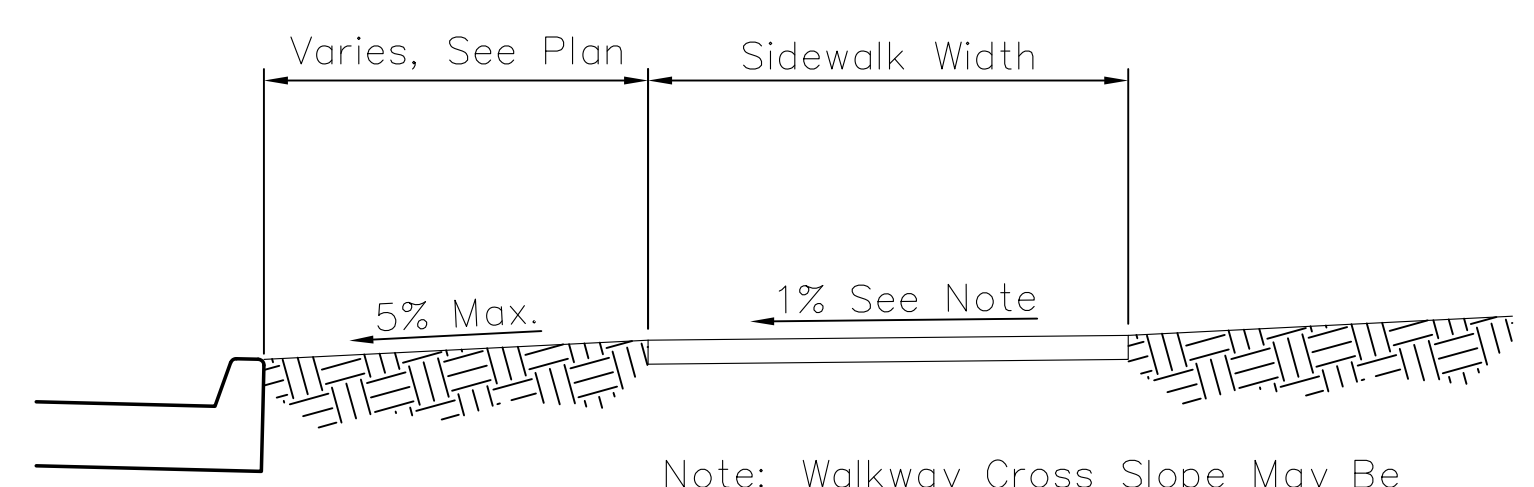 Varies, See Plan
Sidewalk Width
5% Max.
1% See Note
Note: Walkway Cross Slope May Be